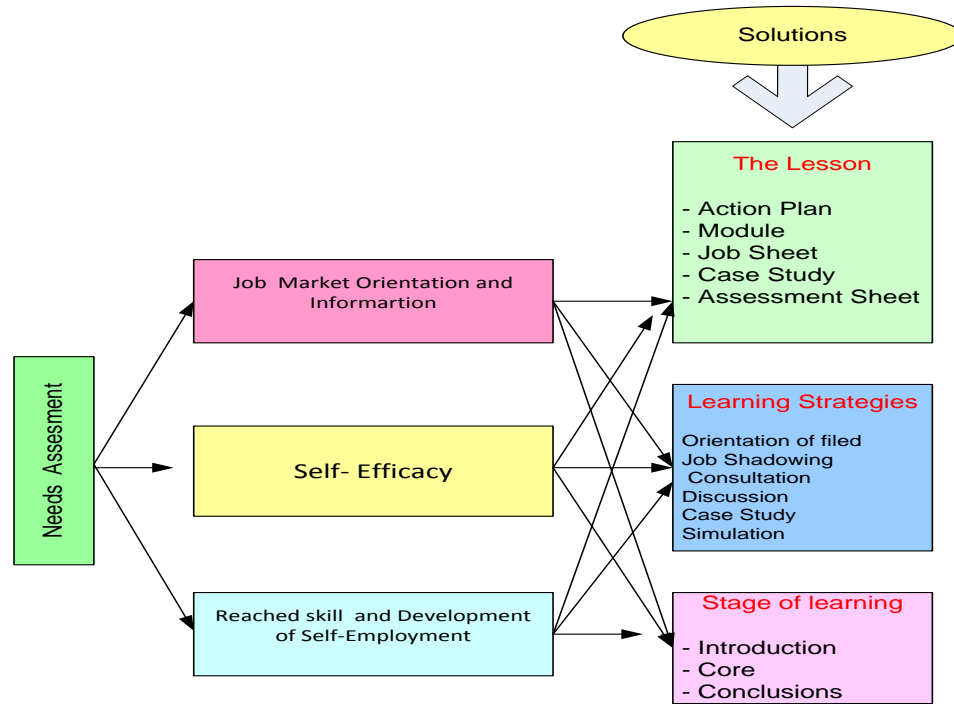 Solutions
The Lesson
- Action Plan
- Module
- Job Sheet
- Case Study
- Assessment Sheet
Job Market Orientation and
Informartion
Needs Assesment
Self- Efficacy
Learning Strategies
Orientation of filed
Job Shadowing
Consultation
Discussion
Case Study
Simulation
Reached skill and Development
of Self-Employment
Stage of learning
- Introduction
- Core
- Conclusions